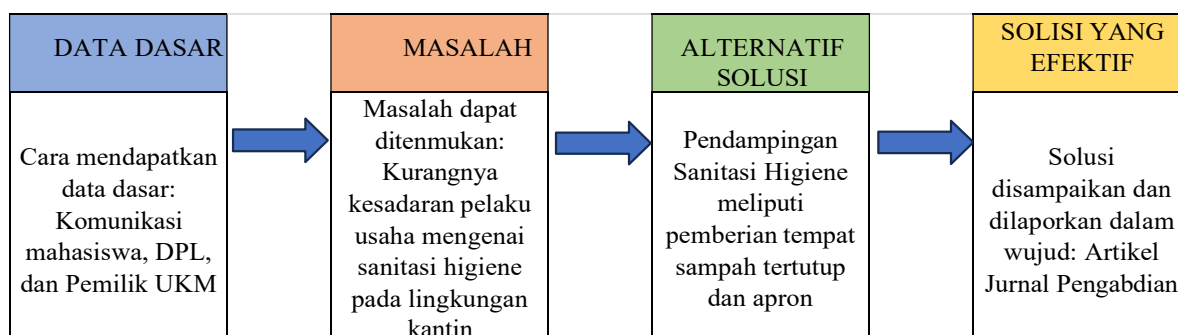 DATA DASAR
Cara mendapatkan
data dasar:
Komunikasi
mahasiswa, DPL,
dan Pemilik UKM
MASALAH
Masalah dapat
ditenmukan:
Kurangnya
kesadaran pelaku
usaha mengenai
sanitasi higiene
pada lingkungan
kantin
ALTERNATIF
SOLUSI
Pendampingan
Sanitasi Higiene
meliputi
pemberian tempat
sampah tertutup
dan apron
SOLISI YANG
EFEKTIF
Solusi
disampaikan dan
dilaporkan dalam
wujud: Artikel
Jurnal Pengabdian